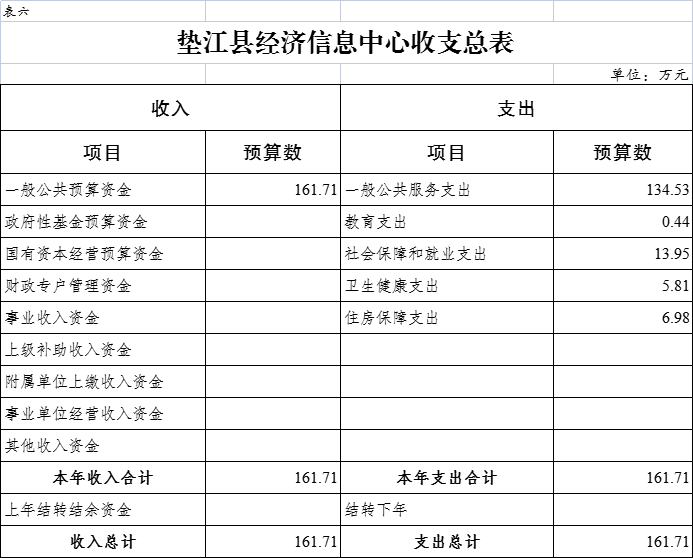 表六
垫江县经济信息中心收支总表
单位：万元
收入 支出
项目 预算数 项目 预算数
一般公共预算资金 161.71 一般公共服务支出 134.53
政府性基金预算资金 教育支出 0.44
国有资本经营预算资金 社会保障和就业支出 13.95
财政专户管理资金 卫生健康支出 5.81
事业收入资金 住房保障支出 6.98
上级补助收入资金
附属单位上缴收入资金
事业单位经营收入资金
其他收入资金
本年收入合计 161.71 本年支出合计 161.71
上年结转结余资金 结转下年
收入总计 161.71 支出总计 161.71